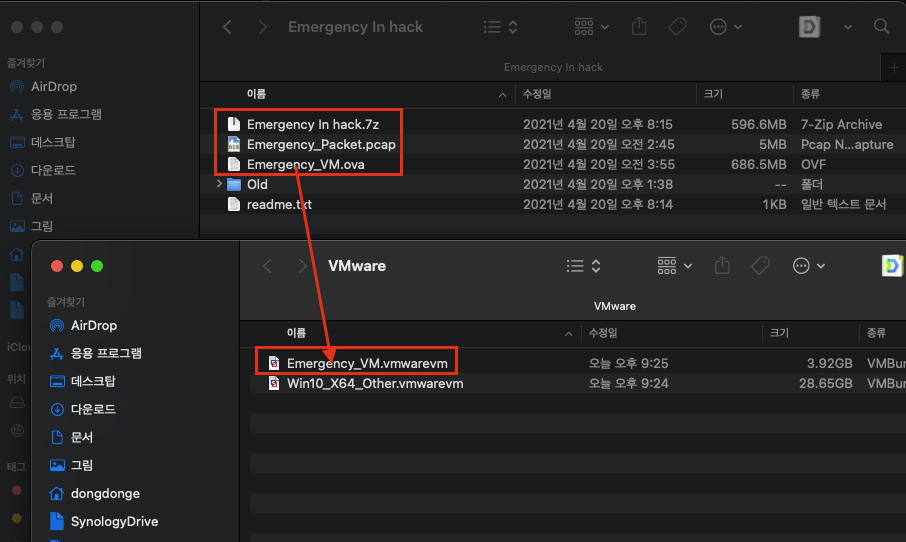 Emergency In hack
즐겨찾기
AirDrop
응용 프로그램
데스크탑
다운로드
문서
그림
Emergency In hack
이름 수정일 크기 종류
Emergency In hack.7z 2021년 4월 20일 오후 8:15 596.6MB 7-Zip Archive
Emergency_Packet.pcap 2021년 4월 20일 오전 2:45 5MB Pcap N...apture
Emergency_VM.ova 2021년 4월 20일 오전 3:55 686.5MB OVF
Old 2021년 4월 20일 오후 1:38 -- 폴더
readme.txt 2021년 4월 20일 오후 8:14 1KB 일반 텍스트 문서
iClou
위치
태그
VMware
즐겨찾기
AirDrop
응용 프로그램
데스크탑
다운로드
문서
그림
dongdonge
SynologyDrive
VMware
이름 수정일 크기 종류
Emergency_VM.vmwarevm 오늘 오후 9:25 3.92GB VMBun
Win10_X64_Other.vmwarevm 오늘 오후 9:24 28.65GB VMBun